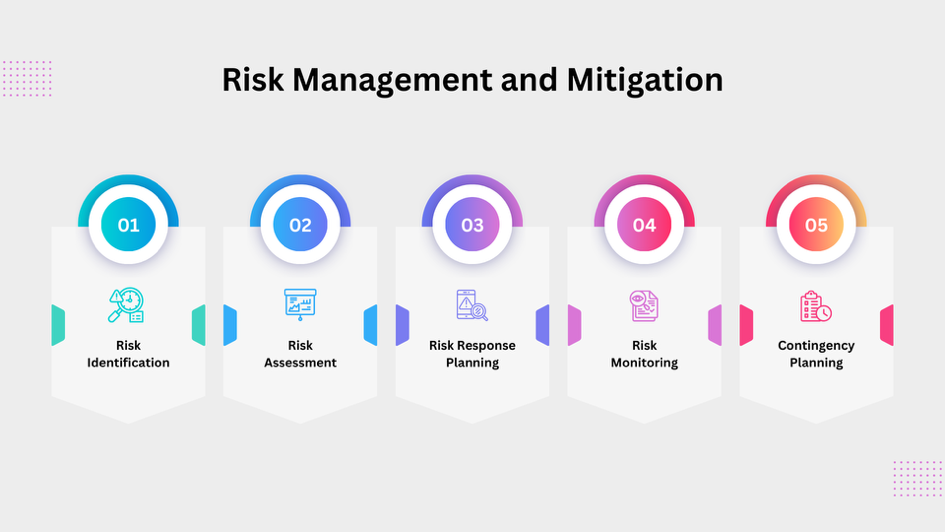 Risk Management and Mitigation
01
Risk
Identification
02
Risk
Assessment
03
Risk Response
Planning
04
Risk
Monitoring
05
Contingency
Planning